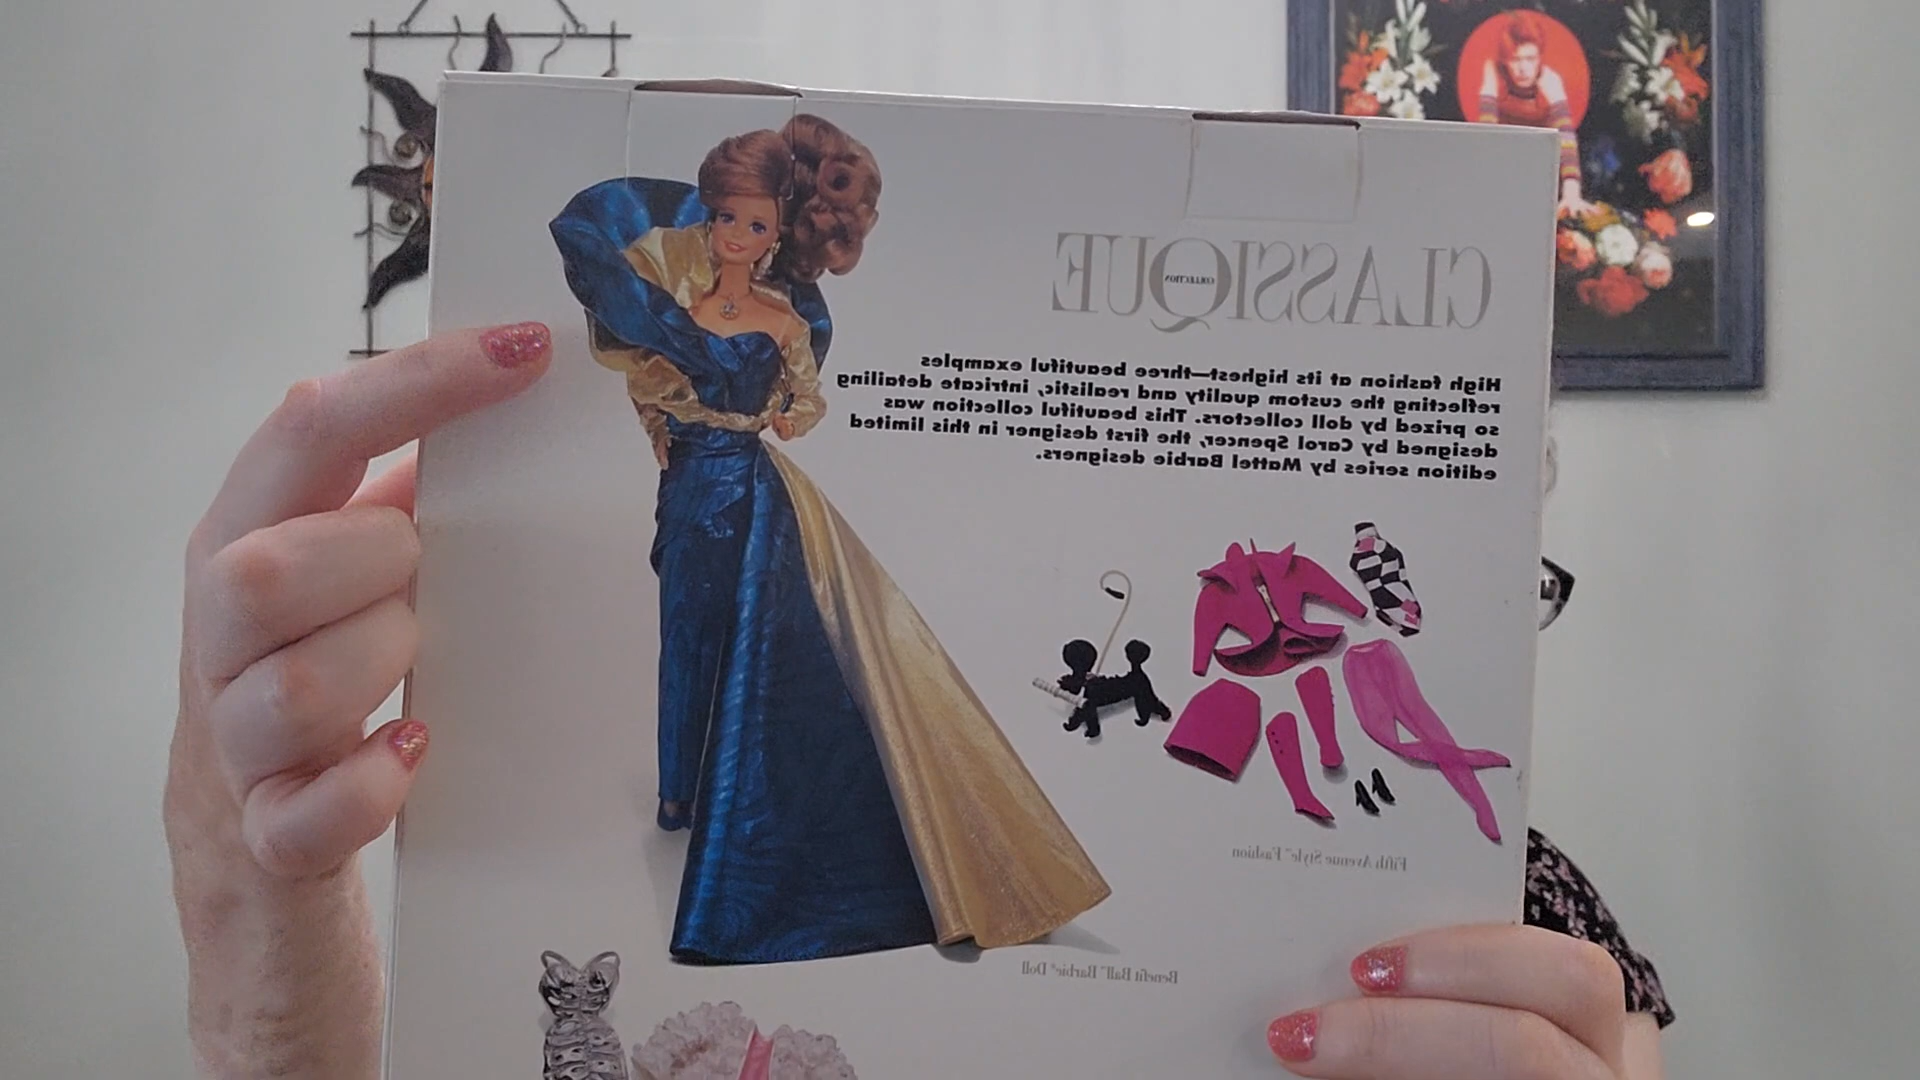 CLASSIQUE
COLLECTION
High fashion at its highest—three beautiful examples
reflecting the custom quality and realistic, intricate detailing
so prized by doll collectors. This beautiful collection was
designed by Carol Spencer, the first designer in this limited
edition series by Mattel Barbie designers.
Fifth Avenue Style™ Fashion
Benefit Ball™ Barbie® Doll